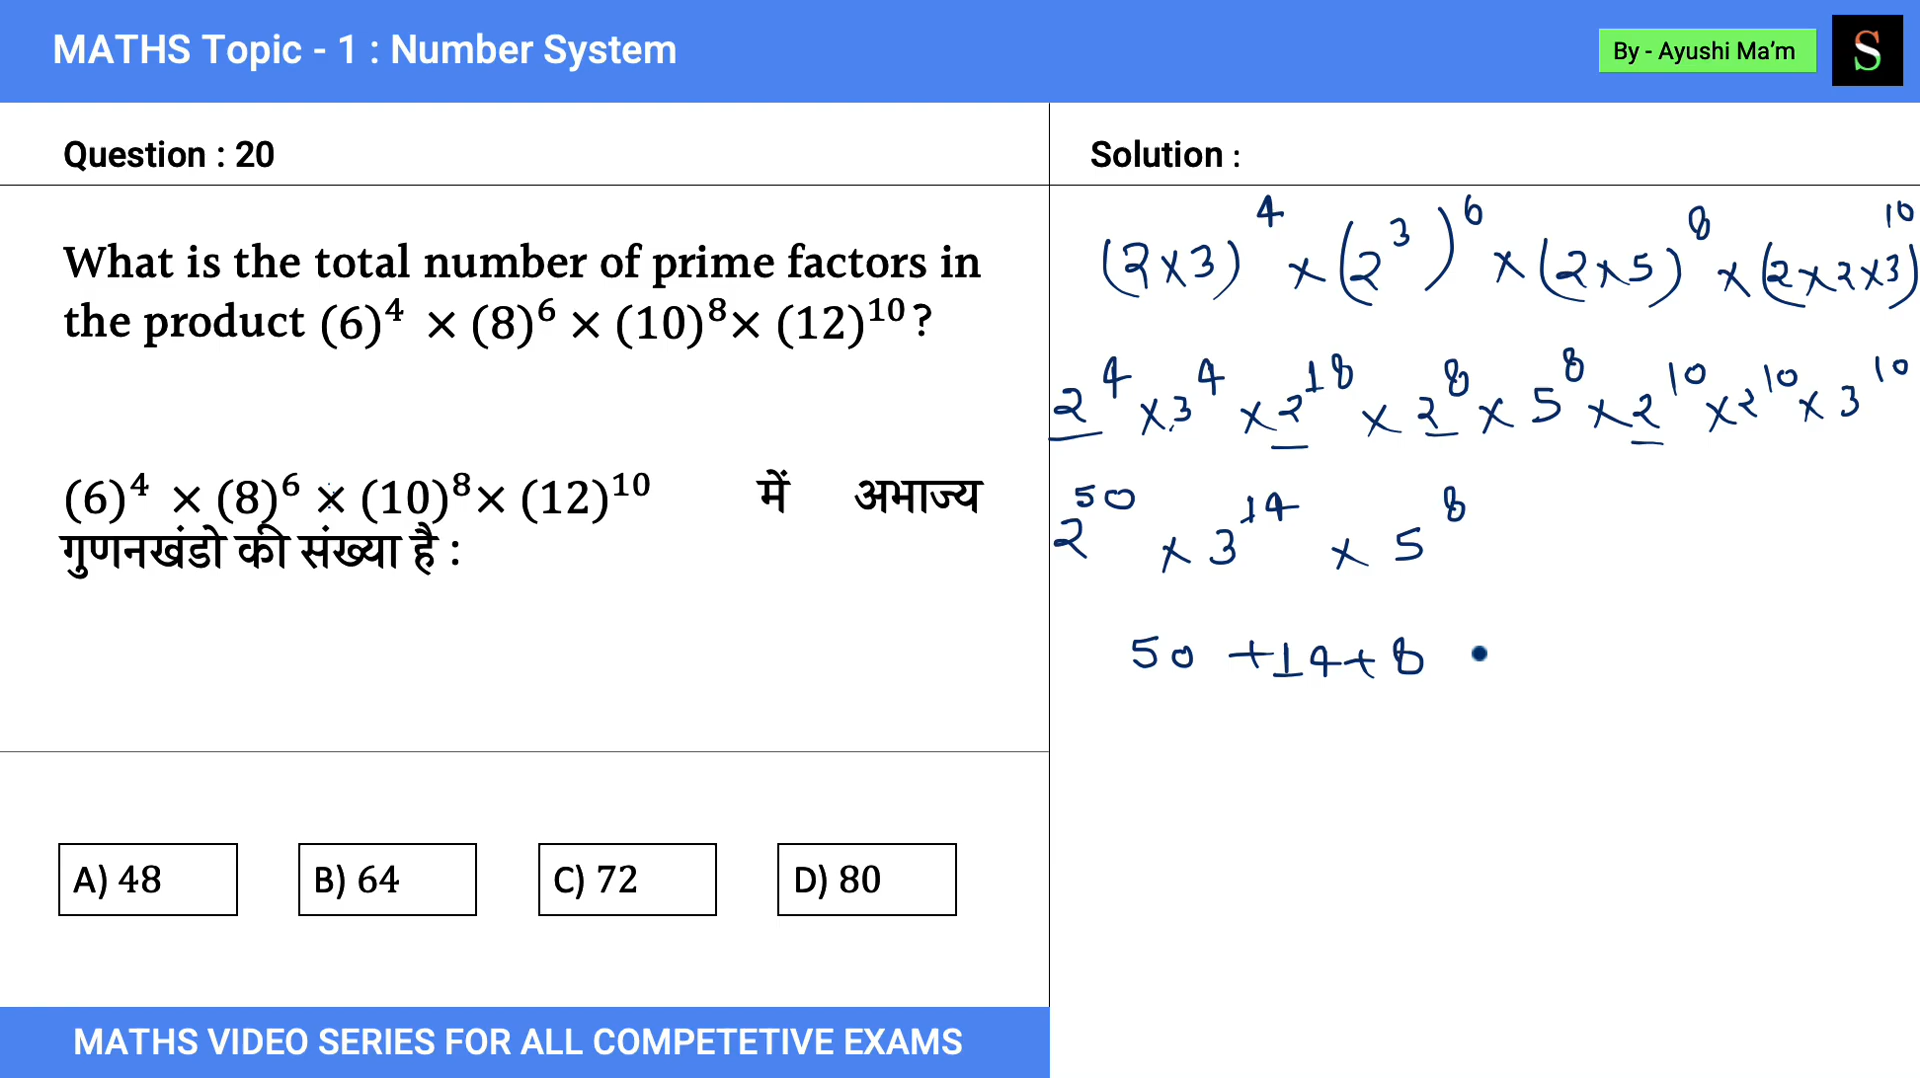 MATHS Topic - 1 : Number System
By - Ayushi Ma’m
S
Question : 20
What is the total number of prime factors in
the product (6)⁴ × (8)⁶ × (10)⁸× (12)¹⁰?
(6)⁴ × (8)⁶ × (10)⁸× (12)¹⁰ में अभाज्य
गुणनखंडो की संख्या है :
A) 48
B) 64
C) 72
D) 80
MATHS VIDEO SERIES FOR ALL COMPETETIVE EXAMS
Solution :
(2×3)⁴ × (2³)⁶ × (2×5)⁸ × (2×2×3)¹⁰
2⁴ ×3⁴ ×2¹⁸ × 2⁸ × 5⁸ × 2¹⁰ ×2¹⁰ × 3¹⁰
2⁵⁰ × 3¹⁴ × 5⁸
50 +14+ 8